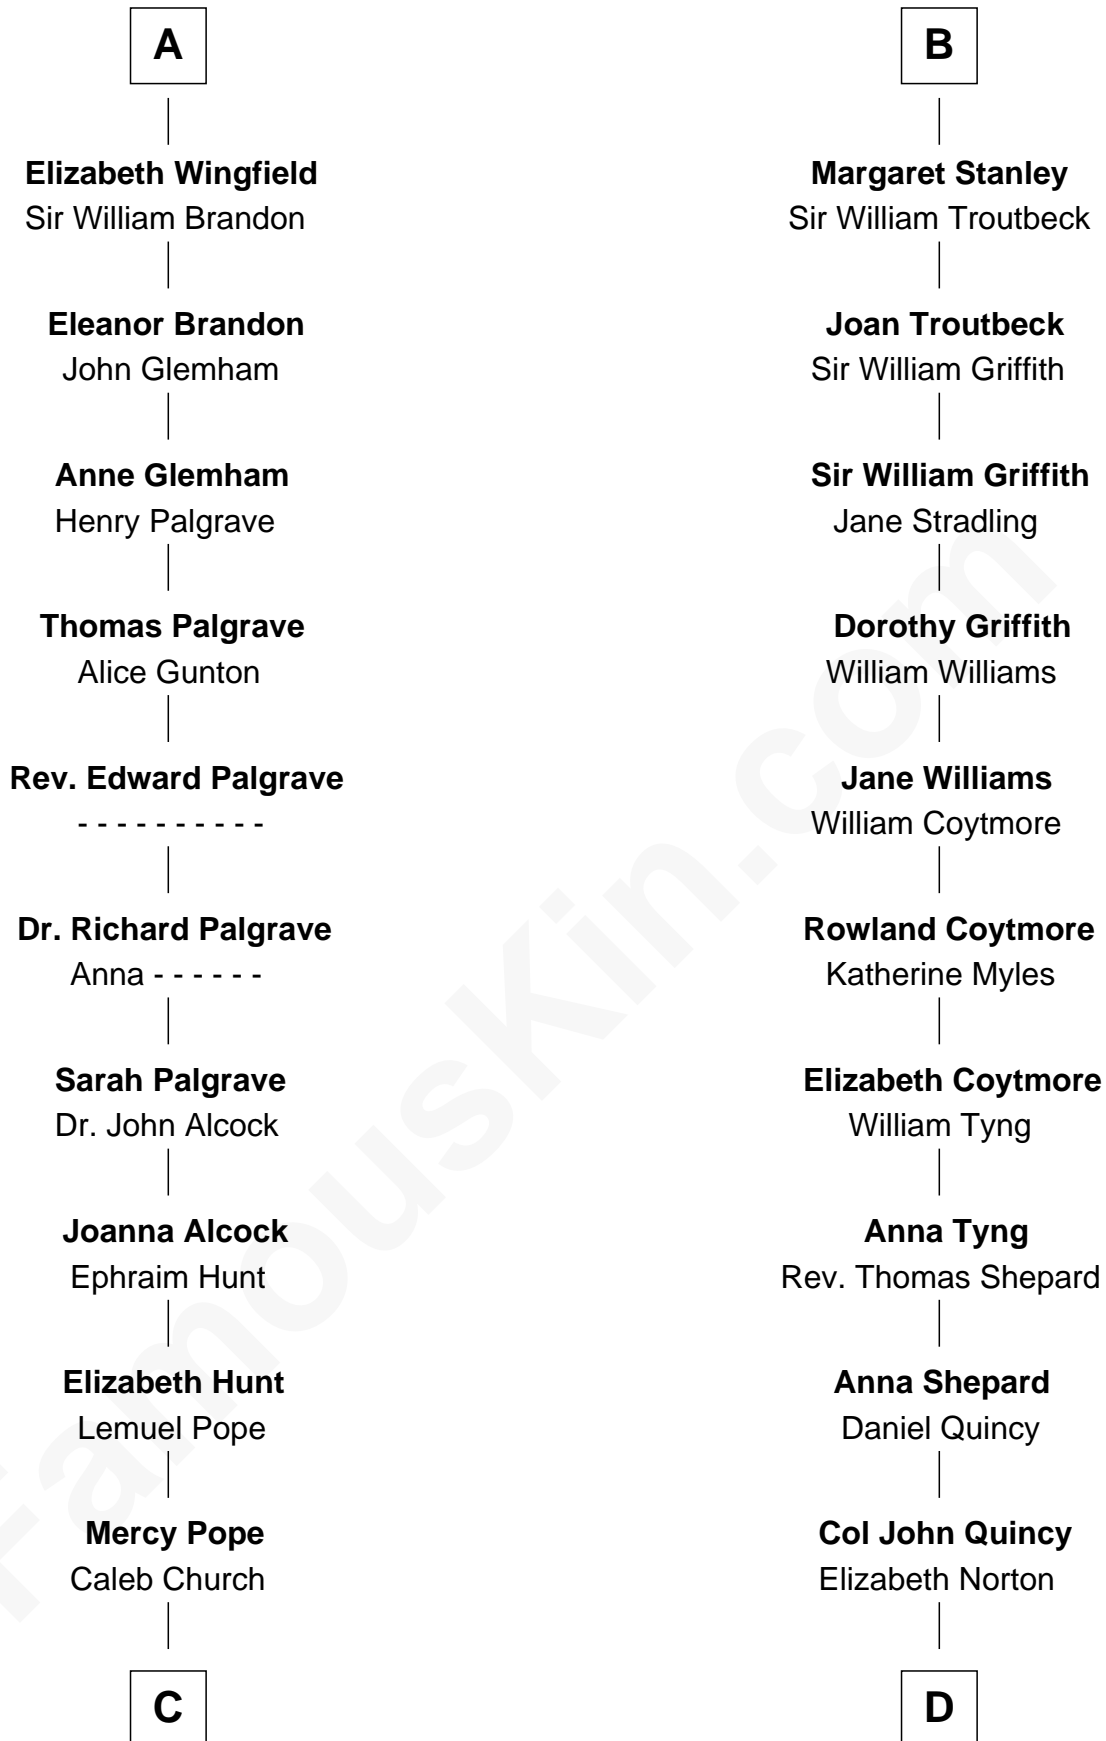 A
Elizabeth Wingfield
Sir William Brandon
Eleanor Brandon
John Glemham
Anne Glemham
Henry Palgrave
Thomas Palgrave
Alice Gunton
Rev. Edward Palgrave
- - - - - - - - - -
Dr. Richard Palgrave
Anna - - - - - -
Sarah Palgrave
Dr. John Alcock
Joanna Alcock
Ephraim Hunt
Elizabeth Hunt
Lemuel Pope
Mercy Pope
Caleb Church
C
B
Margaret Stanley
Sir William Troutbeck
Joan Troutbeck
Sir William Griffith
Sir William Griffith
Jane Stradling
Dorothy Griffith
William Williams
Jane Williams
William Coytmore
Rowland Coytmore
Katherine Myles
Elizabeth Coytmore
William Tyng
Anna Tyng
Rev. Thomas Shepard
Anna Shepard
Daniel Quincy
Col John Quincy
Elizabeth Norton
D
FamousKin.com